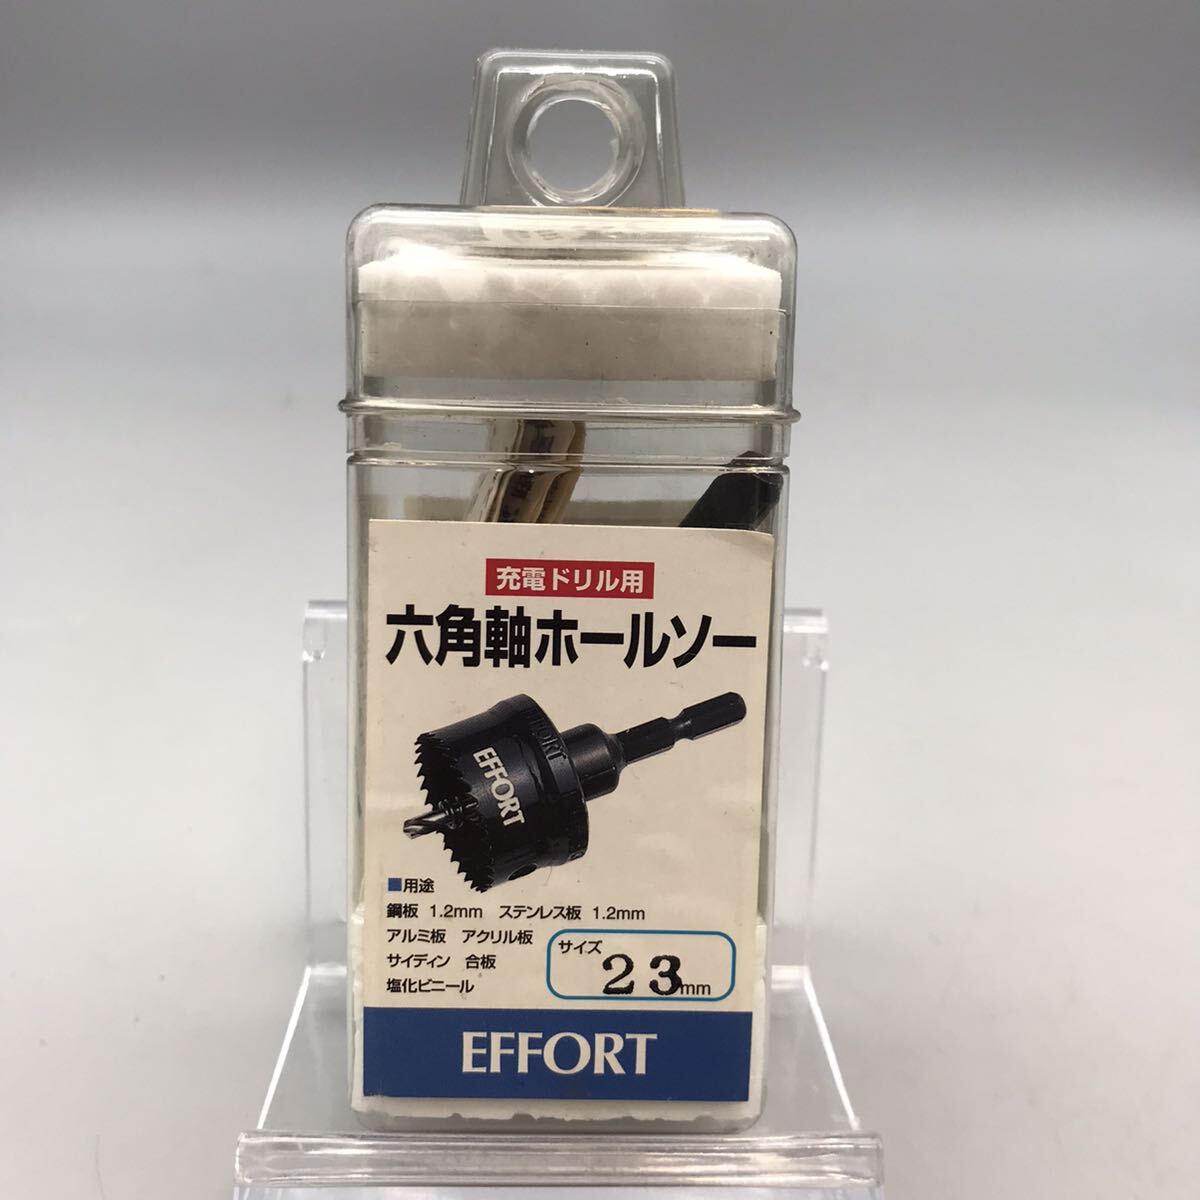 充電ドリル用
六角軸ホールソー
EFFORT
EFFORT
■用途
鋼板 1.2mm ステンレス板 1.2mm
アルミ板 アクリル板
サイディン 合板
塩化ビニール
サイズ
23mm
EFFORT